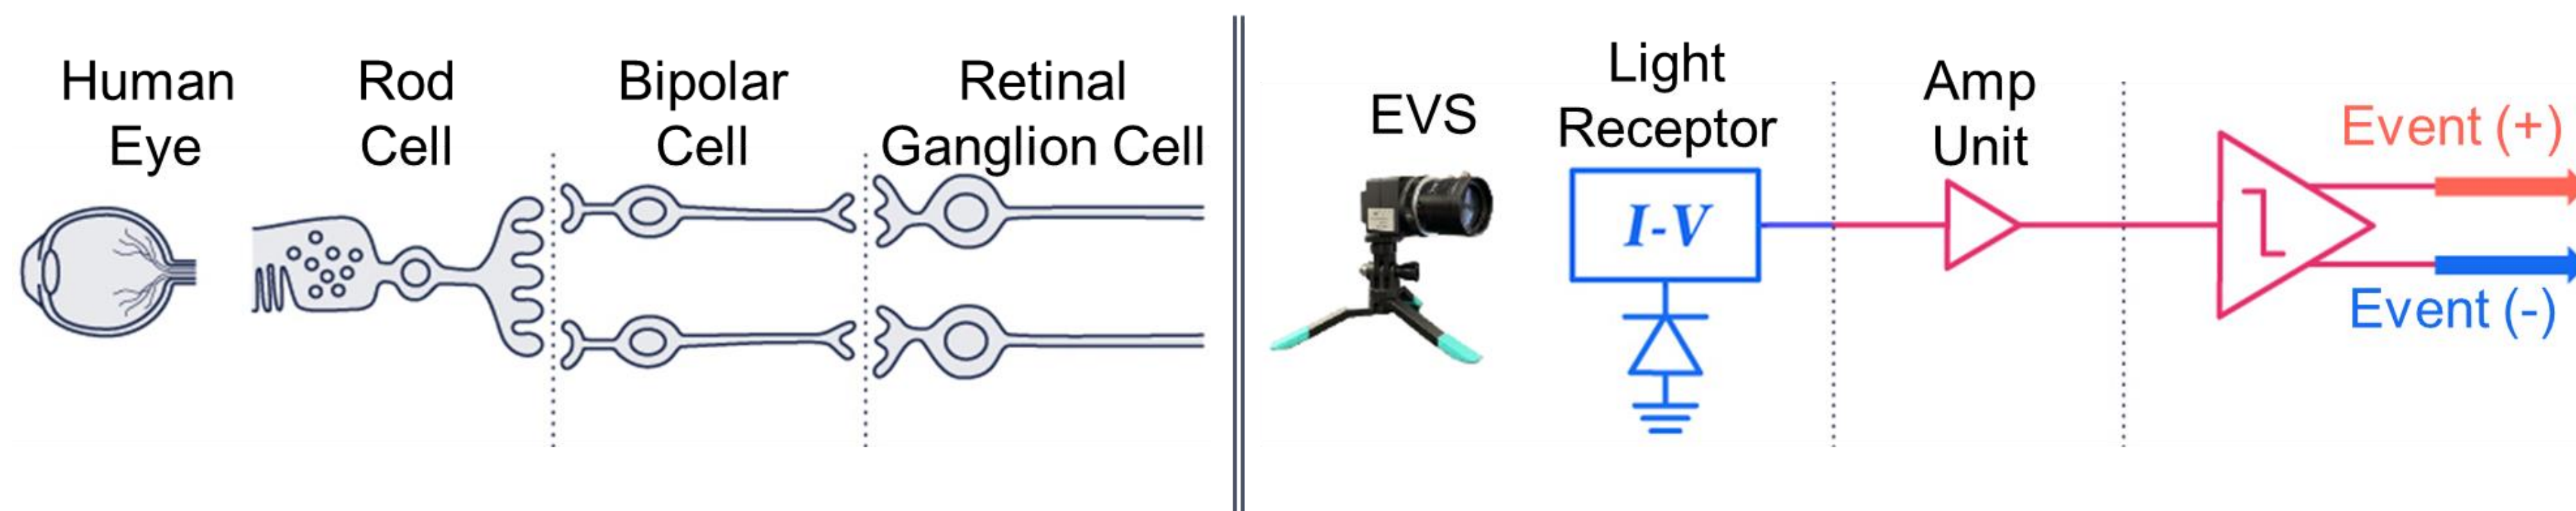 Human
Eye
Rod
Cell
Bipolar
Cell
Retinal
Ganglion Cell
EVS
Light
Receptor
I-V
Amp
Unit
Event (+)
Event (-)